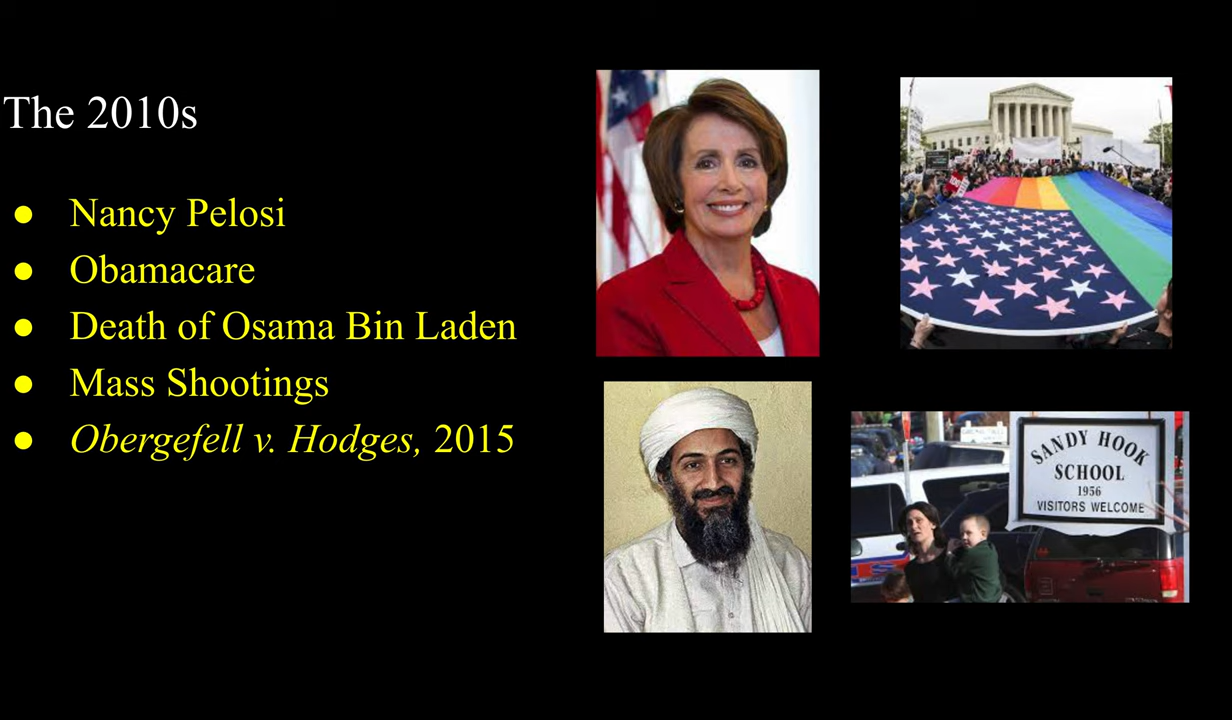 The 2010s
● Nancy Pelosi
● Obamacare
● Death of Osama Bin Laden
● Mass Shootings
● Obergefell v. Hodges, 2015
SANDY HOOK
SCHOOL
1956
VISITORS WELCOME